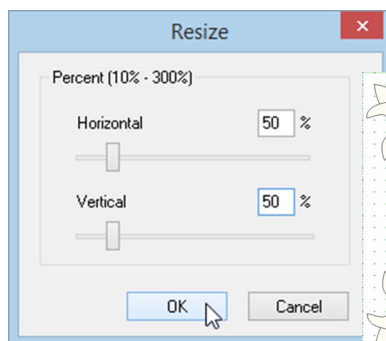 Resize
Percent (10% - 300%)
Horizontal 50 %
Vertical 50 %
OK Cancel